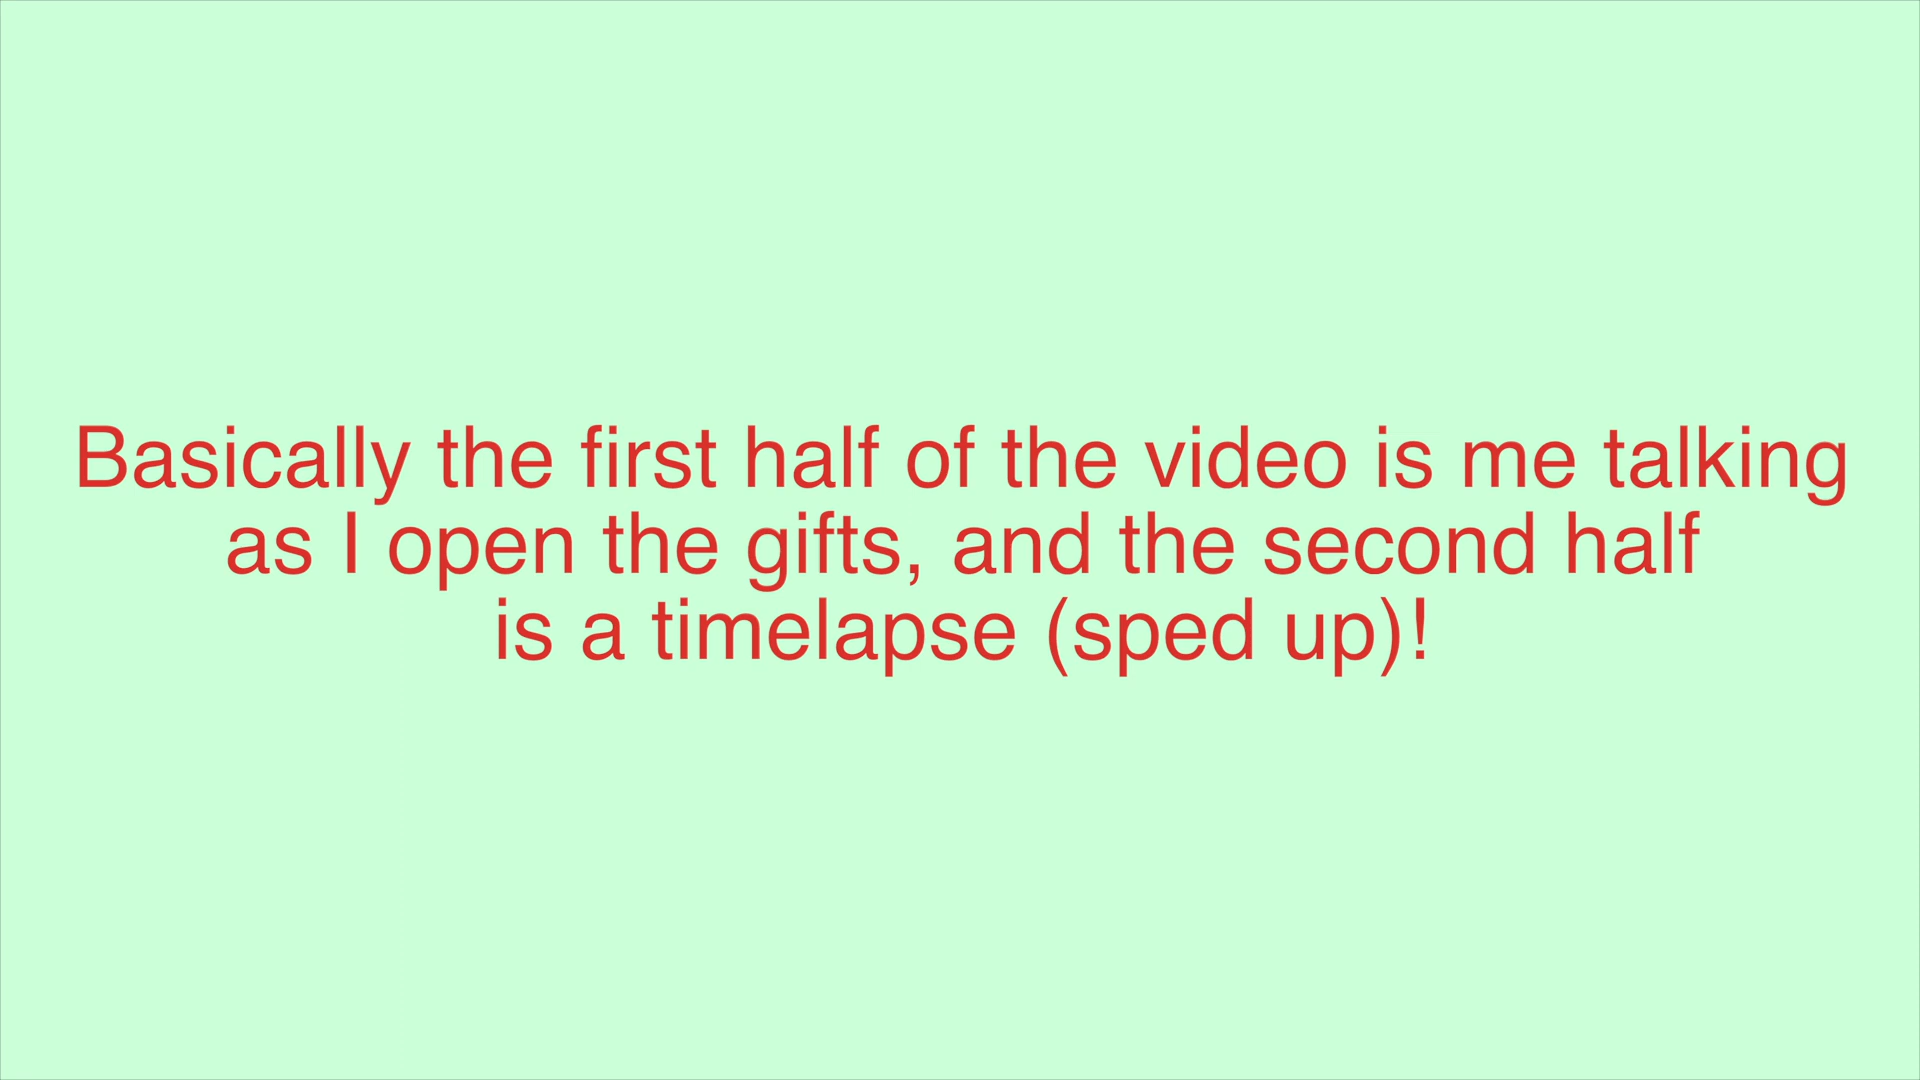 Basically the first half of the video is me talking
as I open the gifts, and the second half
is a timelapse (sped up)!